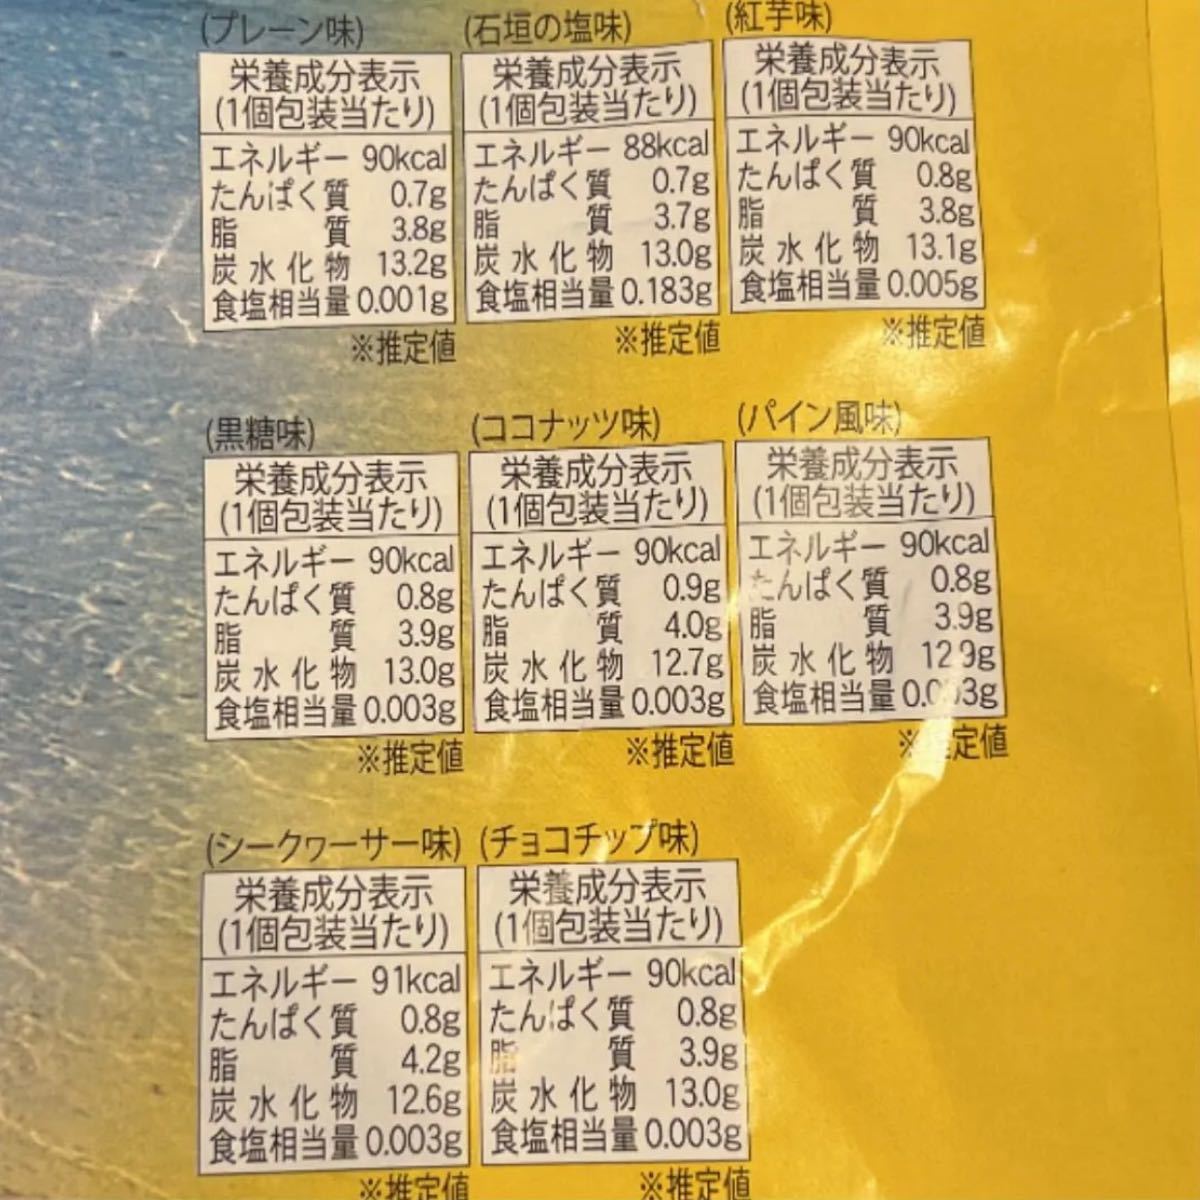 (プレーン味)
栄養成分表示
(1個包装当たり)
エネルギー 90kcal
たんぱく質 0.7g
脂質 3.8g
炭水化物 13.2g
食塩相当量 0.001g
※推定値
(石垣の塩味)
栄養成分表示
(1個包装当たり)
エネルギー 88kcal
たんぱく質 0.7g
脂質 3.7g
炭水化物 13.0g
食塩相当量 0.183g
※推定値
(紅芋味)
栄養成分表示
(1個包装当たり)
エネルギー 90kcal
たんぱく質 0.8g
脂質 3.8g
炭水化物 13.1g
食塩相当量 0.005g
※推定値
(黒糖味)
栄養成分表示
(1個包装当たり)
エネルギー 90kcal
たんぱく質 0.8g
脂質 3.9g
炭水化物 13.0g
食塩相当量 0.003g
※推定値
(ココナッツ味)
栄養成分表示
(1個包装当たり)
エネルギー 90kcal
たんぱく質 0.9g
脂質 4.0g
炭水化物 12.7g
食塩相当量 0.003g
※推定値
(パイン風味)
栄養成分表示
(1個包装当たり)
エネルギー 90kcal
たんぱく質 0.8g
脂質 3.9g
炭水化物 12.9g
食塩相当量
※推定値
(シークヮーサー味)
栄養成分表示
(1個包装当たり)
エネルギー 91kcal
たんぱく質 0.8g
脂質 4.2g
炭水化物 12.6g
食塩相当量 0.003g
※推定値
(チョコチップ味)
栄養成分表示
(1個包装当たり)
エネルギー 90kcal
たんぱく質 0.8g
脂質 3.9g
炭水化物 13.0g
食塩相当量 0.003g
※推定値